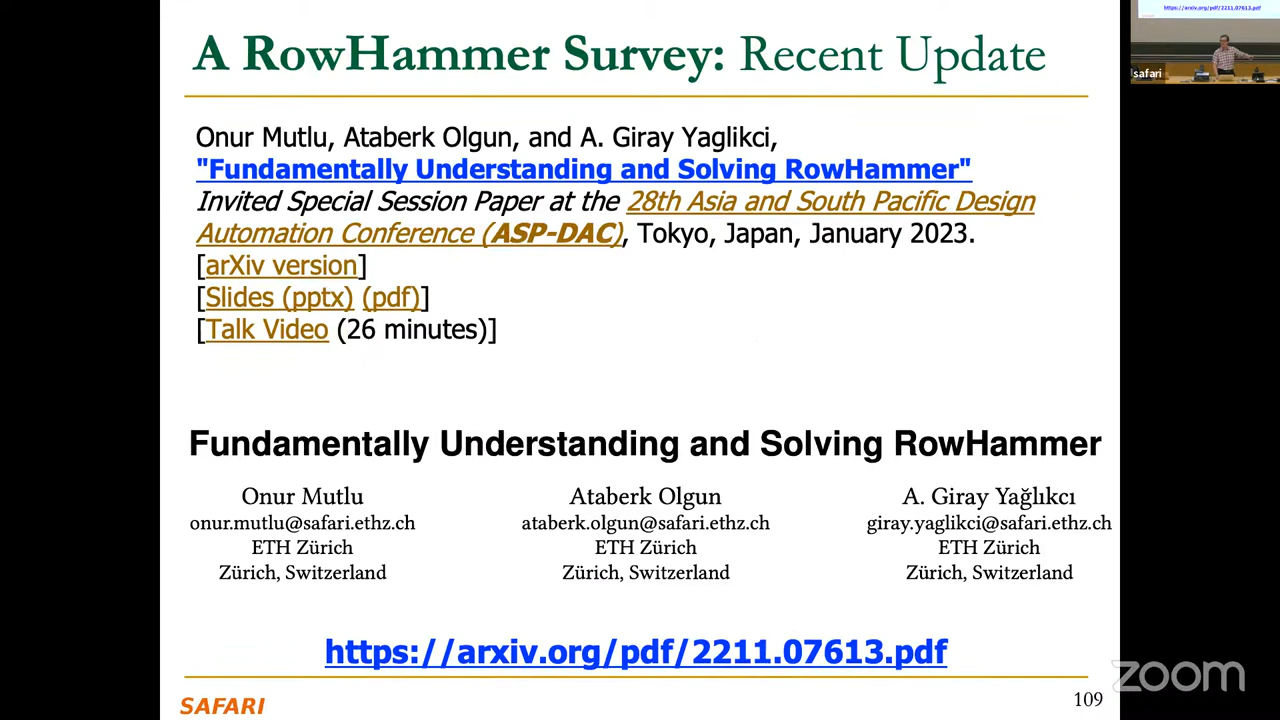 A RowHammer Survey: Recent Update
Onur Mutlu, Ataberk Olgun, and A. Giray Yaglikci,
"Fundamentally Understanding and Solving RowHammer"
Invited Special Session Paper at the 28th Asia and South Pacific Design
Automation Conference (ASP-DAC), Tokyo, Japan, January 2023.
[arXiv version]
[Slides (pptx) (pdf)]
[Talk Video (26 minutes)]
Fundamentally Understanding and Solving RowHammer
Onur Mutlu
onur.mutlu@safari.ethz.ch
ETH Zürich
Zürich, Switzerland
Ataberk Olgun
ataberk.olgun@safari.ethz.ch
ETH Zürich
Zürich, Switzerland
A. Giray Yağlıkcı
giray.yaglikci@safari.ethz.ch
ETH Zürich
Zürich, Switzerland
https://arxiv.org/pdf/2211.07613.pdf
SAFARI
109
https://arxiv.org/pdf/2211.07613.pdf
safari
zoom